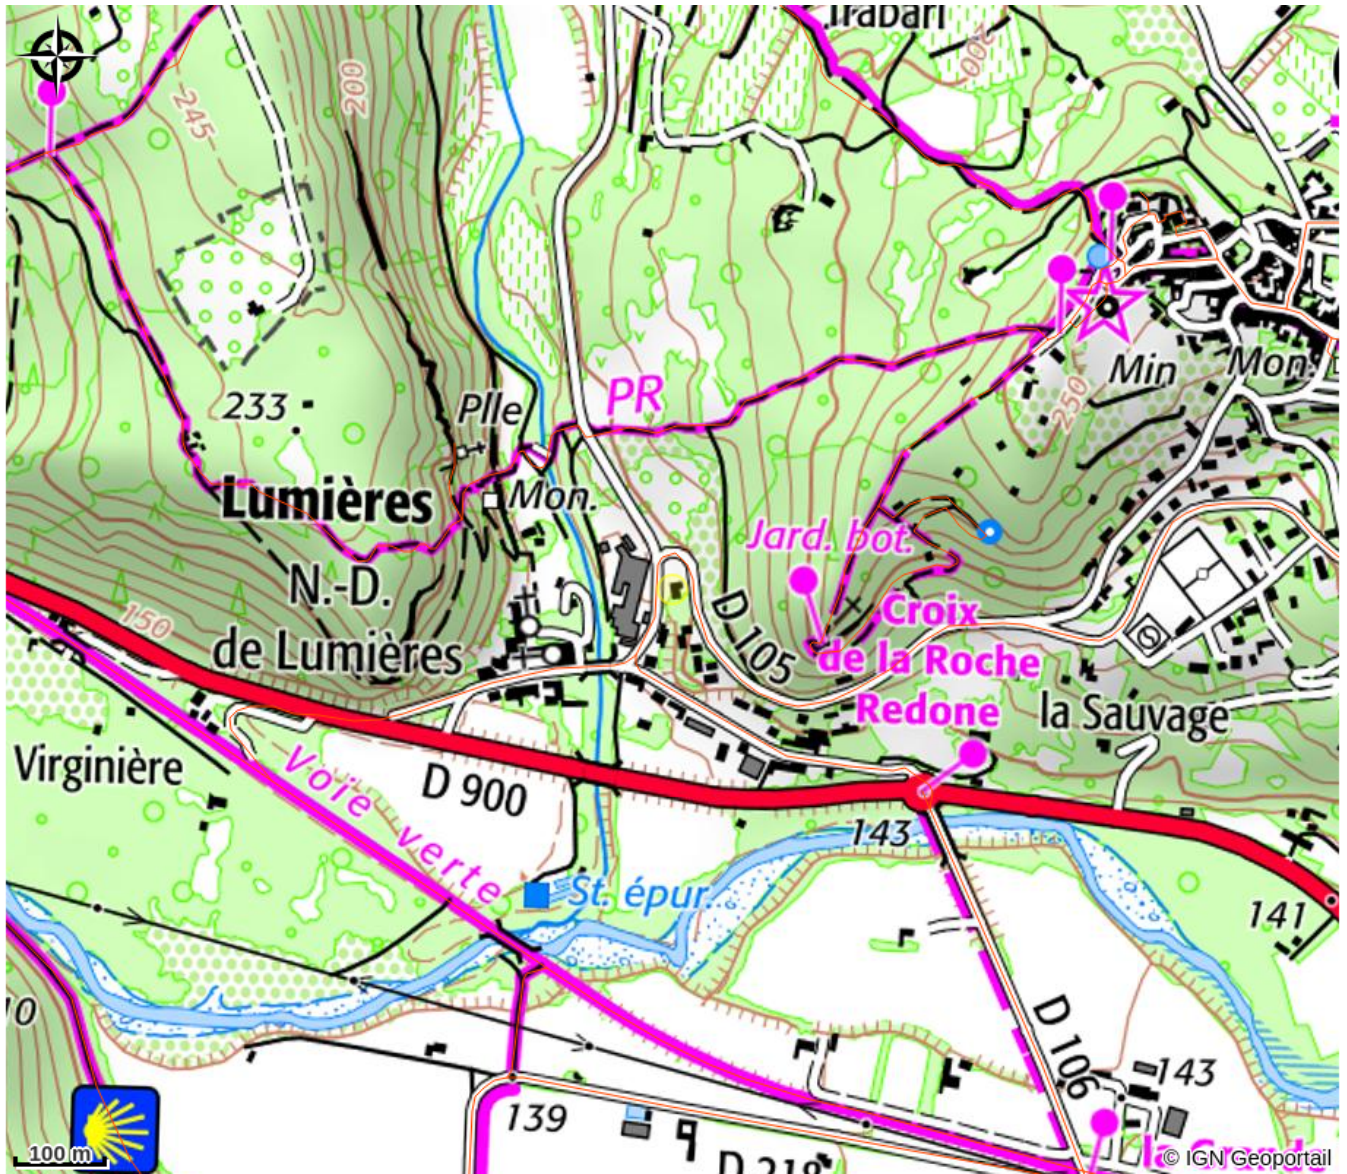 Trabari
200
245
200
PR
Min
Mon.
250
233
Plle
Lumières
Mon.
Jard. bot.
N.-D.
de Lumières
150
D 105
Croix
de la Roche
Redone
la Sauvage
Virginière
Voie verte
D 900
143
St. épur.
141
D 106
143
139
D 218
100 m
© IGN Geoportail